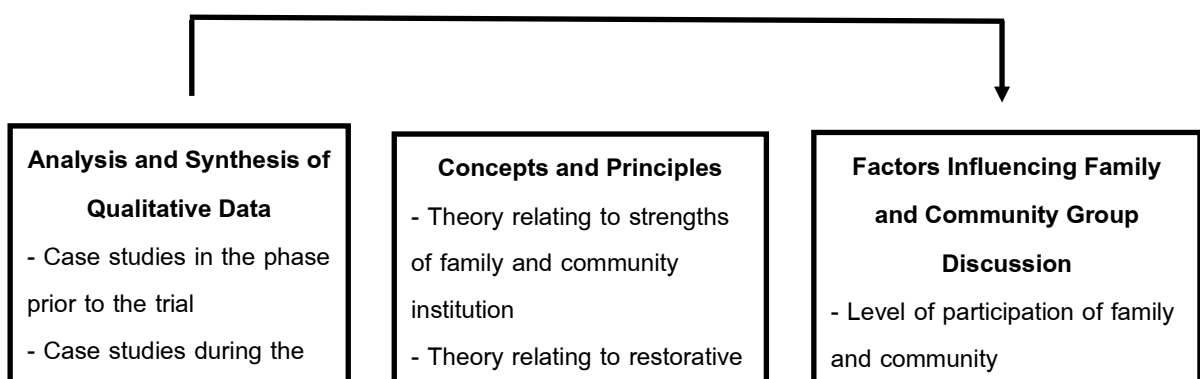 Analysis and Synthesis of
Qualitative Data
- Case studies in the phase
prior to the trial
- Case studies during the
Concepts and Principles
- Theory relating to strengths
of family and community
institution
- Theory relating to restorative
Factors Influencing Family
and Community Group
Discussion
- Level of participation of family
and community